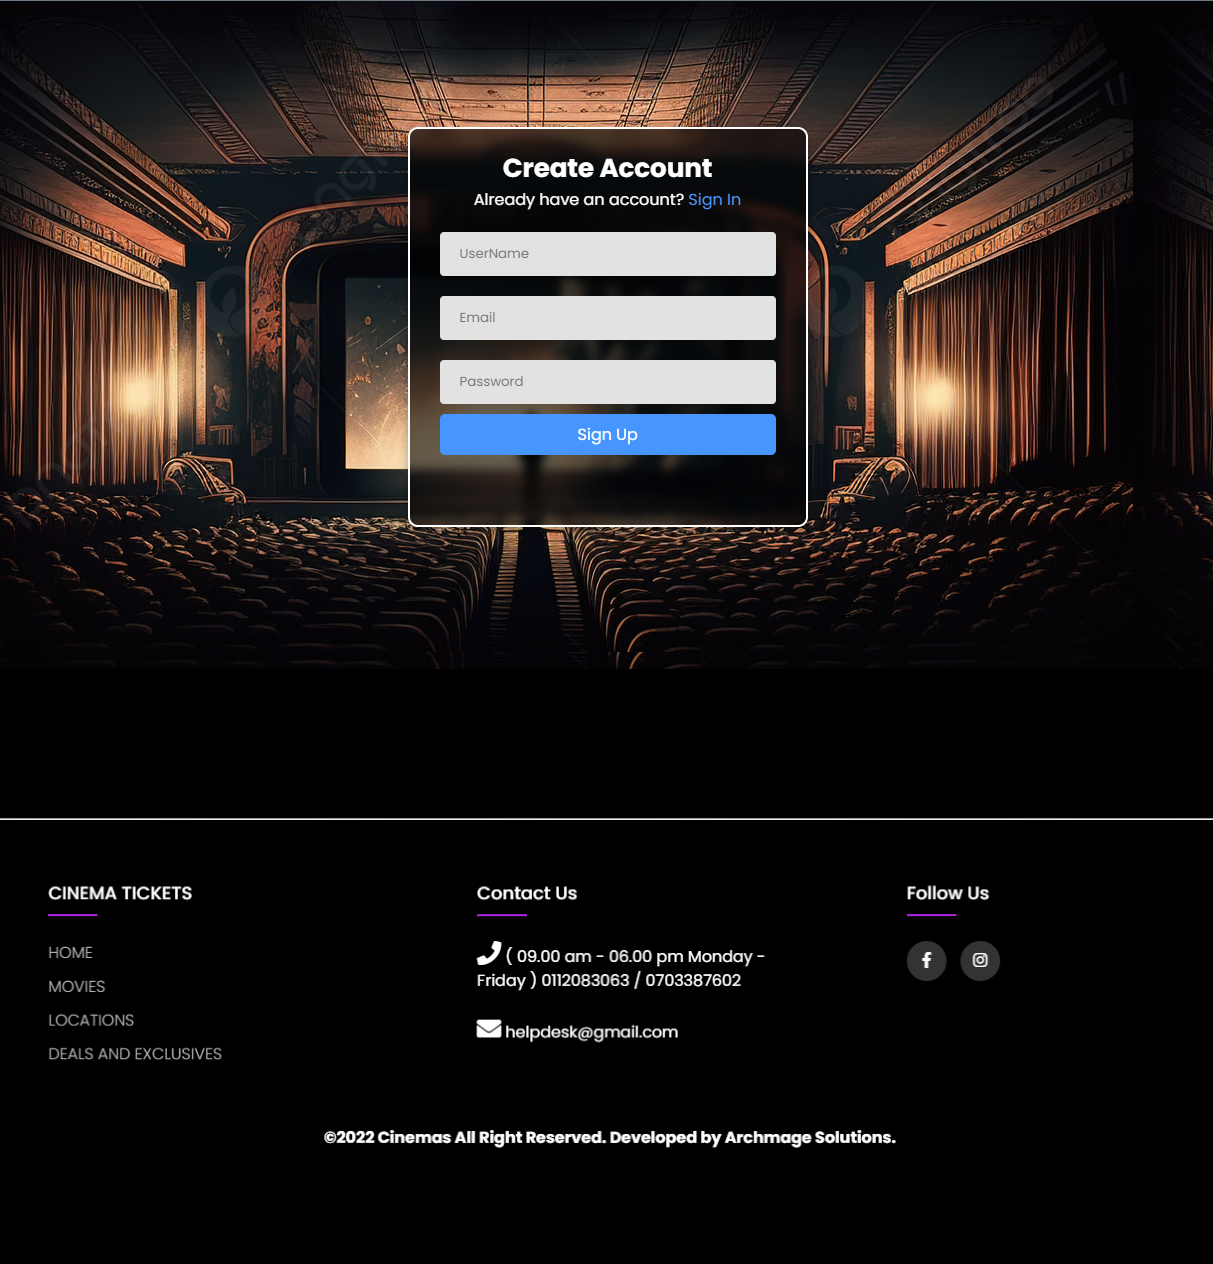 Create Account
Already have an account? Sign In
UserName
Email
Password
Sign Up
CINEMA TICKETS
HOME
MOVIES
LOCATIONS
DEALS AND EXCLUSIVES
Contact Us
( 09.00 am - 06.00 pm Monday -
Friday ) 0112083063 / 0703387602
helpdesk@gmail.com
Follow Us
©2022 Cinemas All Right Reserved. Developed by Archmage Solutions.